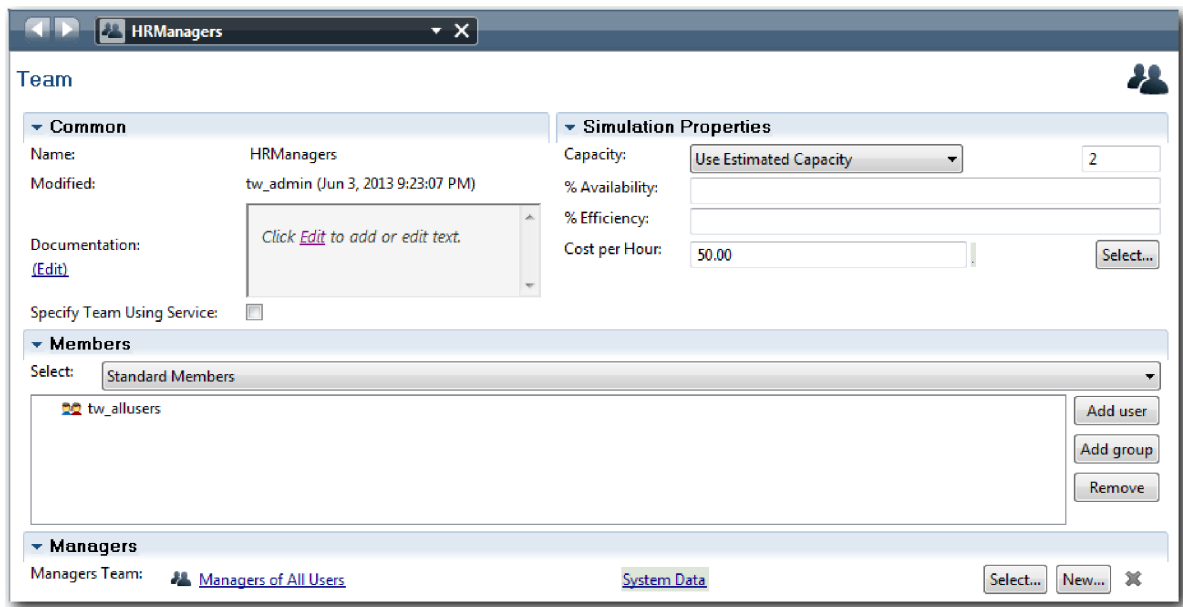 HRManagers
Team
Common
Name: HRManagers
Modified: tw_admin (Jun 3, 2013 9:23:07 PM)
Documentation:
(Edit)
Click Edit to add or edit text.
Specify Team Using Service:
Simulation Properties
Capacity: Use Estimated Capacity 2
% Availability:
% Efficiency:
Cost per Hour: 50.00 Select...
Members
Select: Standard Members
tw_allusers
Add user
Add group
Remove
Managers
Managers Team: Managers of All Users System Data Select... New...